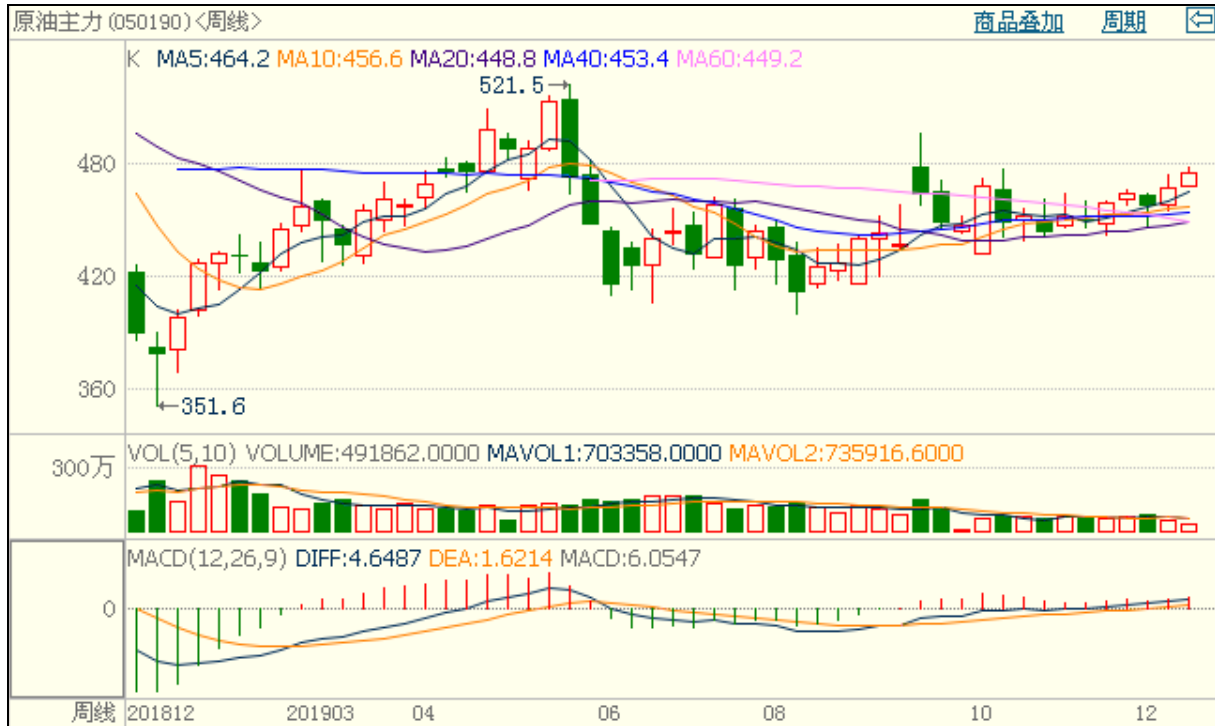 原油主力(050190)<周线> 商品叠加 周期
K MA5:464.2 MA10:456.6 MA20:448.8 MA40:453.4 MA60:449.2
521.5
480
420
360
351.6
VOL(5,10) VOLUME:491862.0000 MAVOL1:703358.0000 MAVOL2:735916.6000
300万
MACD(12,26,9) DIFF:4.6487 DEA:1.6214 MACD:6.0547
0
周线 201812 201903 04 06 08 10 12